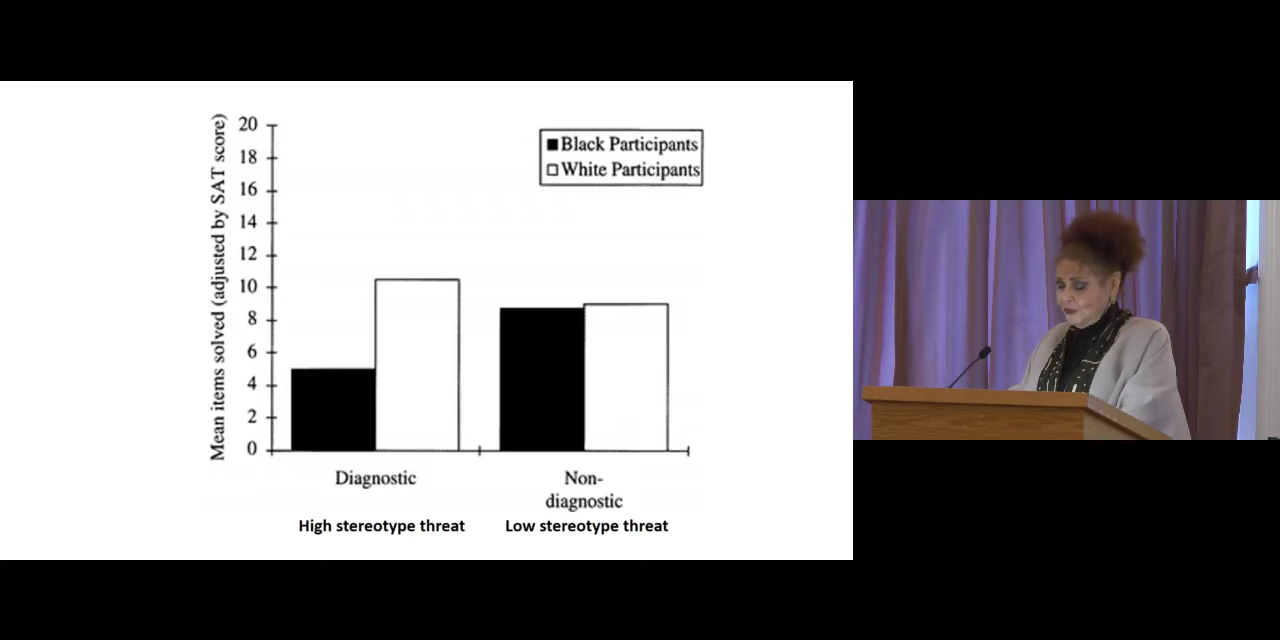 Mean items solved (adjusted by SAT score)
20
18
16
14
12
10
8
6
4
2
0
Black Participants
White Participants
Diagnostic
Non-
diagnostic
High stereotype threat
Low stereotype threat